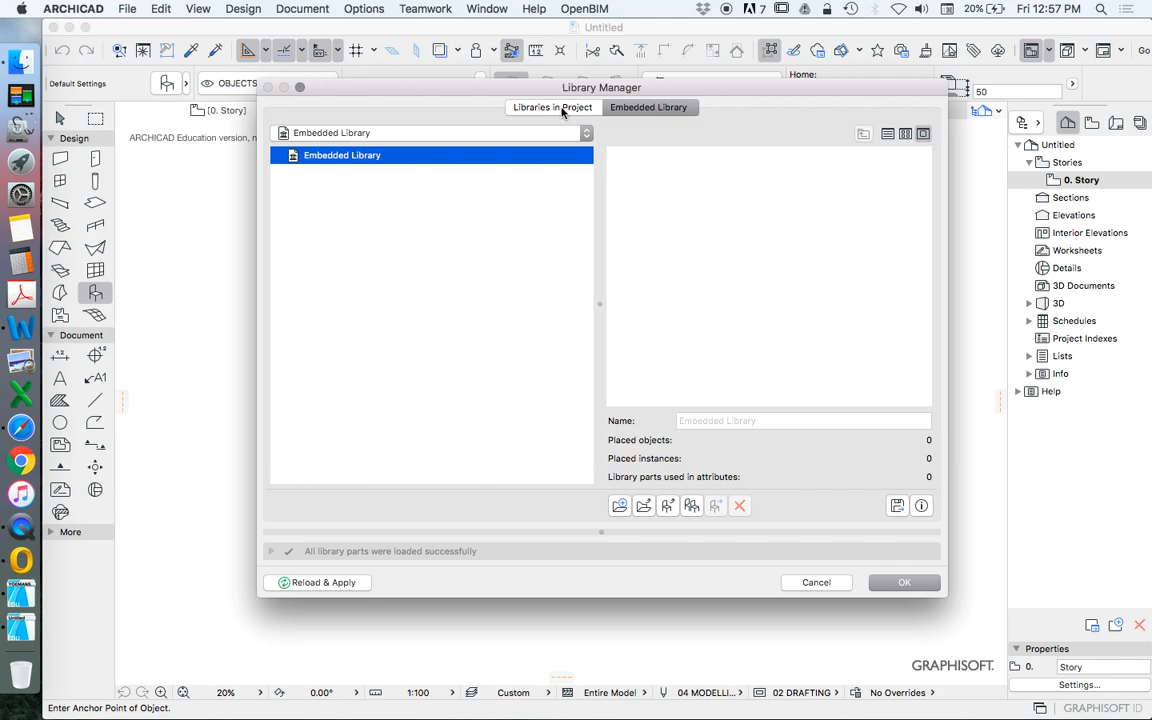 ARCHICAD File Edit View Design Document Options Teamwork Window Help OpenBIM 7 20% Fri 12:57 PM
Untitled
Go
Default Settings
OBJECTS
Home:
50
Library Manager
Libraries in Project Embedded Library
[0. Story]
ARCHICAD Education version, n
Embedded Library
Embedded Library
Name: Embedded Library
Placed objects: 0
Placed instances: 0
Library parts used in attributes: 0
All library parts were loaded successfully
Reload & Apply Cancel OK
Design
Document
A
A1
More
Untitled
Stories
0. Story
Sections
Elevations
Interior Elevations
Worksheets
Details
3D Documents
3D
Schedules
Project Indexes
Lists
Info
Help
GRAPHISOFT.
Properties
0. Story
Settings...
20% 0.00° 1:100 Custom Entire Model 04 MODELLI... 02 DRAFTING No Overrides
Enter Anchor Point of Object.
GRAPHISOFT ID